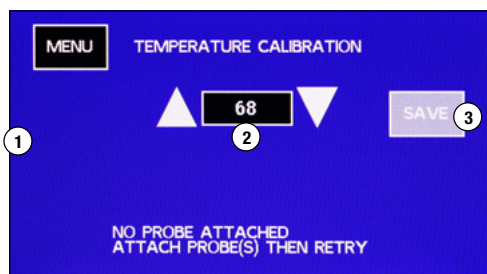 MENU
TEMPERATURE CALIBRATION
68
SAVE
1
2
3
NO PROBE ATTACHED
ATTACH PROBE(S) THEN RETRY